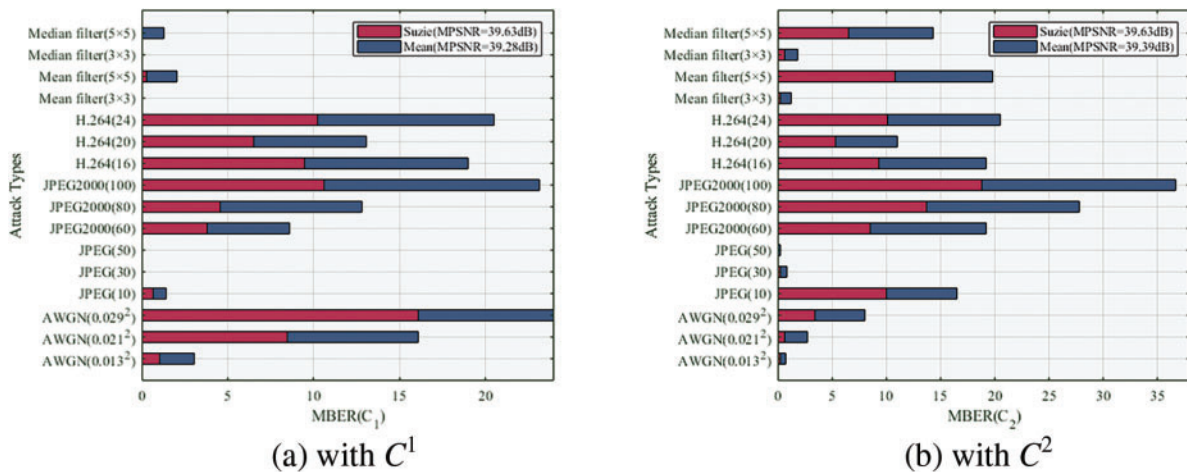 Median filter(5×5)
Median filter(3×3)
Mean filter(5×5)
Mean filter(3×3)
H.264(24)
H.264(20)
H.264(16)
JPEG2000(100)
JPEG2000(80)
JPEG2000(60)
JPEG(50)
JPEG(30)
JPEG(10)
AWGN(0.029²)
AWGN(0.021²)
AWGN(0.013²)
Attack Types
Suzie(MPSNR=39.63dB)
Mean(MPSNR=39.28dB)
0 5 10 15 20
MBER(C₁)
(a) with C¹
Median filter(5×5)
Median filter(3×3)
Mean filter(5×5)
Mean filter(3×3)
H.264(24)
H.264(20)
H.264(16)
JPEG2000(100)
JPEG2000(80)
JPEG2000(60)
JPEG(50)
JPEG(30)
JPEG(10)
AWGN(0.029²)
AWGN(0.021²)
AWGN(0.013²)
Attack Types
Suzie(MPSNR=39.63dB)
Mean(MPSNR=39.39dB)
0 5 10 15 20 25 30 35
MBER(C₂)
(b) with C²